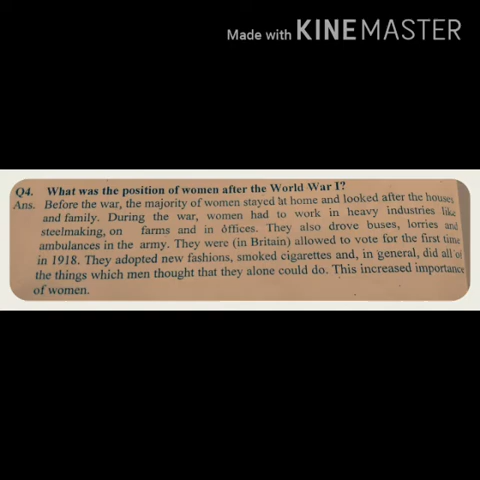 Made with KINEMASTER
Q4. What was the position of women after the World War I?
Ans. Before the war, the majority of women stayed at home and looked after the houses
and family. During the war, women had to work in heavy industries like
steelmaking, on farms and in offices. They also drove buses, lorries and
ambulances in the army. They were (in Britain) allowed to vote for the first time
in 1918. They adopted new fashions, smoked cigarettes and, in general, did all of
the things which men thought that they alone could do. This increased importance
of women.